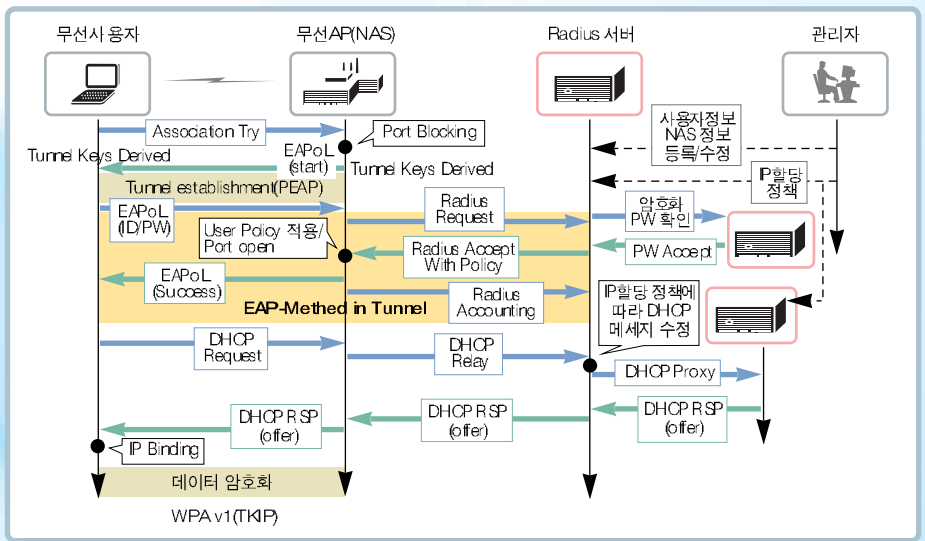 무선사 용자
무선AP(NAS)
Radius 서버
관리자
Association Try
Port Blocking
사용자정보
NAS 정보
등록/수정
Tunnel Keys Derived
EAPoL
(start)
Tunnel Keys Derived
IP할당
정책
Tunnel establishment(PEAP)
EAPoL
(ID/PW)
User Policy 적용/
Port open
Radius
Request
암호화
PW 확인
Radius Accept
With Policy
PW Accept
EAPoL
(Success)
EAP-Methed in Tunnel
Radius
Accounting
IP할당 정책에
따라 DHCP
메세지 수정
DHCP
Request
DHCP
Relay
DHCP Proxy
DHCP RSP
(offer)
DHCP RSP
(offer)
DHCP RSP
(offer)
IP Binding
데이터 암호화
WPA v1(TKIP)